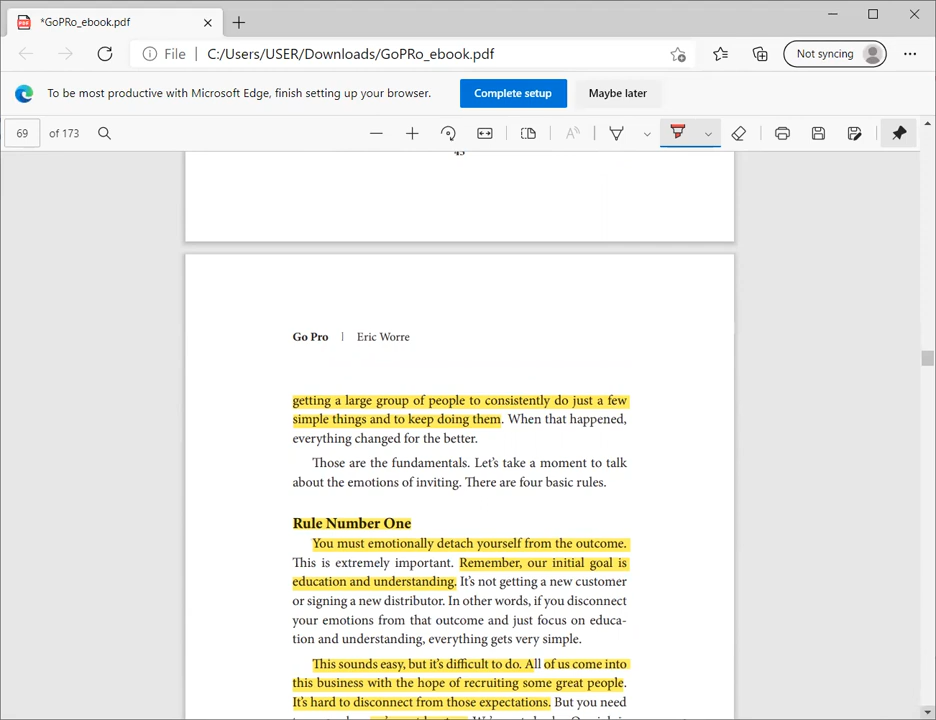 *GoPRo_ebook.pdf
File
C:/Users/USER/Downloads/GoPRo_ebook.pdf
Not syncing
To be most productive with Microsoft Edge, finish setting up your browser.
Complete setup
Maybe later
69 of 173
Go Pro | Eric Worre
getting a large group of people to consistently do just a few
simple things and to keep doing them. When that happened,
everything changed for the better.
Those are the fundamentals. Let's take a moment to talk
about the emotions of inviting. There are four basic rules.
Rule Number One
You must emotionally detach yourself from the outcome.
This is extremely important. Remember, our initial goal is
education and understanding. It's not getting a new customer
or signing a new distributor. In other words, if you disconnect
your emotions from that outcome and just focus on educa-
tion and understanding, everything gets very simple.
This sounds easy, but it's difficult to do. All of us come into
this business with the hope of recruiting some great people.
It's hard to disconnect from those expectations. But you need